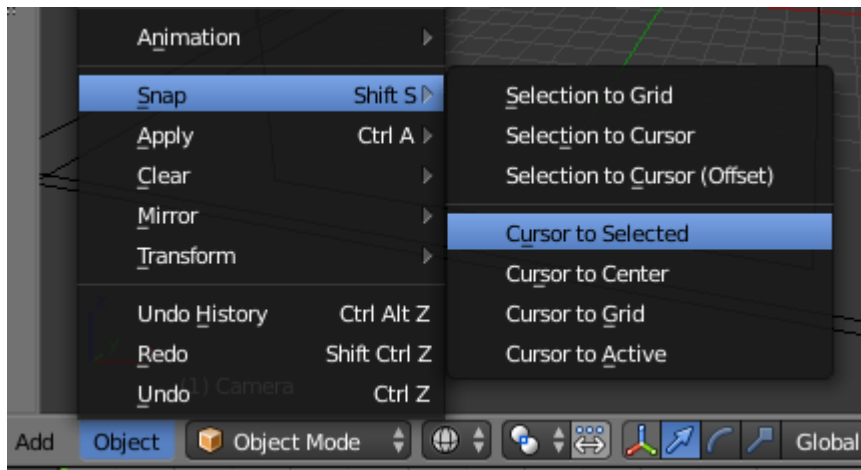 Animation
Snap Shift S
Apply Ctrl A
Clear
Mirror
Transform
Undo History Ctrl Alt Z
Redo Shift Ctrl Z
Undo Ctrl Z
Selection to Grid
Selection to Cursor
Selection to Cursor (Offset)
Cursor to Selected
Cursor to Center
Cursor to Grid
Cursor to Active
(1) Camera
Add Object Object Mode Global